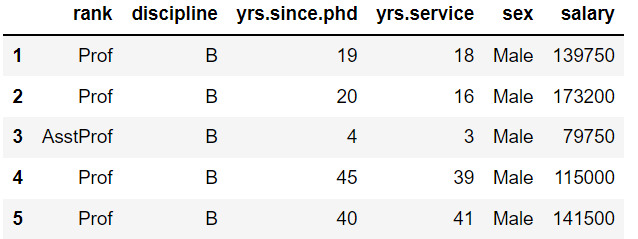 rank discipline yrs.since.phd yrs.service sex salary
1 Prof B 19 18 Male 139750
2 Prof B 20 16 Male 173200
3 AsstProf B 4 3 Male 79750
4 Prof B 45 39 Male 115000
5 Prof B 40 41 Male 141500